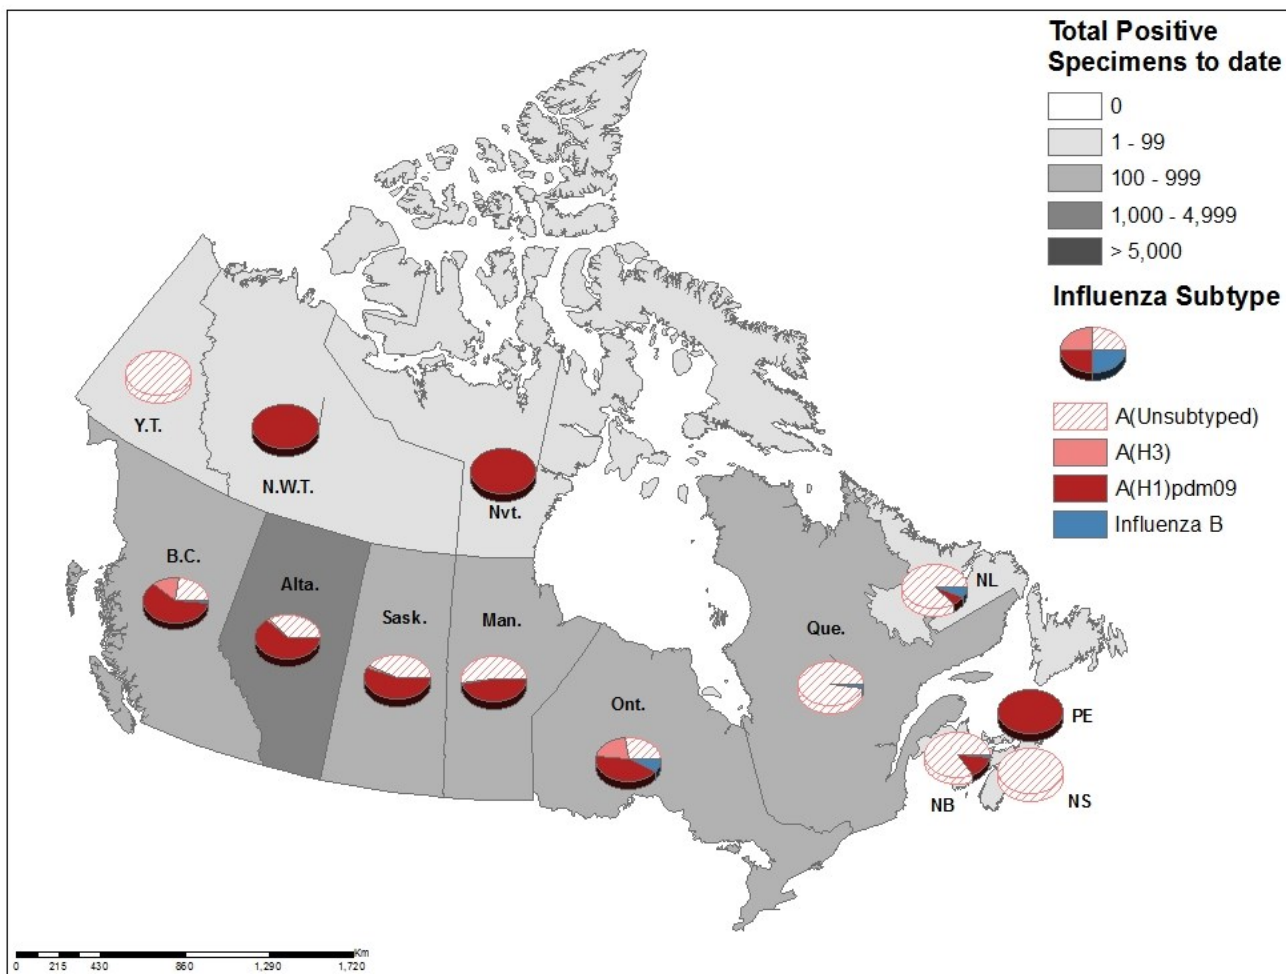 Total Positive
Specimens to date
0
1 - 99
100 - 999
1,000 - 4,999
> 5,000
Influenza Subtype
A(Unsubtyped)
A(H3)
A(H1)pdm09
Influenza B
Y.T.
N.W.T.
Nvt.
B.C.
Alta.
Sask.
Man.
Ont.
Que.
NL
PE
NB
NS
Km
0 215 430 860 1,290 1,720